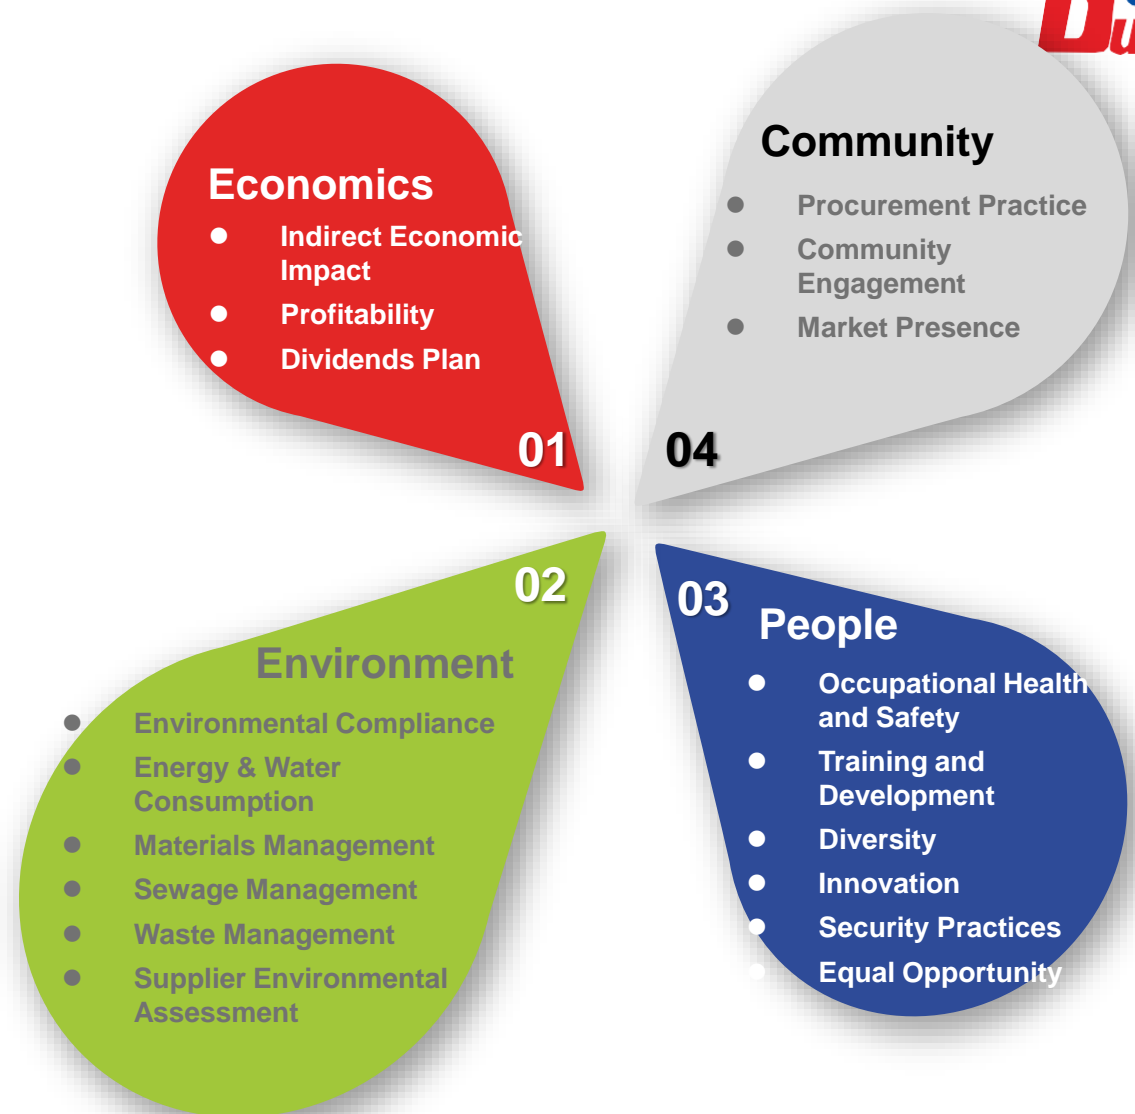 Economics
● Indirect Economic
Impact
● Profitability
● Dividends Plan
01
Community
● Procurement Practice
● Community
Engagement
● Market Presence
04
02
Environment
● Environmental Compliance
● Energy & Water
Consumption
● Materials Management
● Sewage Management
● Waste Management
● Supplier Environmental
Assessment
03
People
● Occupational Health
and Safety
● Training and
Development
● Diversity
● Innovation
● Security Practices
● Equal Opportunity